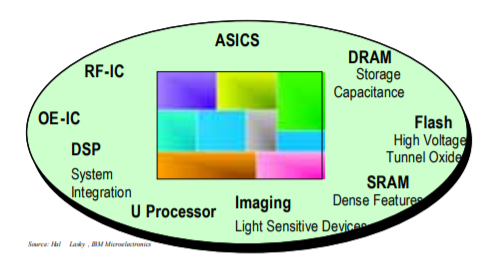 ASICS
RF-IC
DRAM
Storage
Capacitance
OE-IC
Flash
High Voltage
Tunnel Oxide
DSP
System
Integration
SRAM
Dense Features
U Processor
Imaging
Light Sensitive Devices
Source: Hal Lasky , IBM Microelectronics